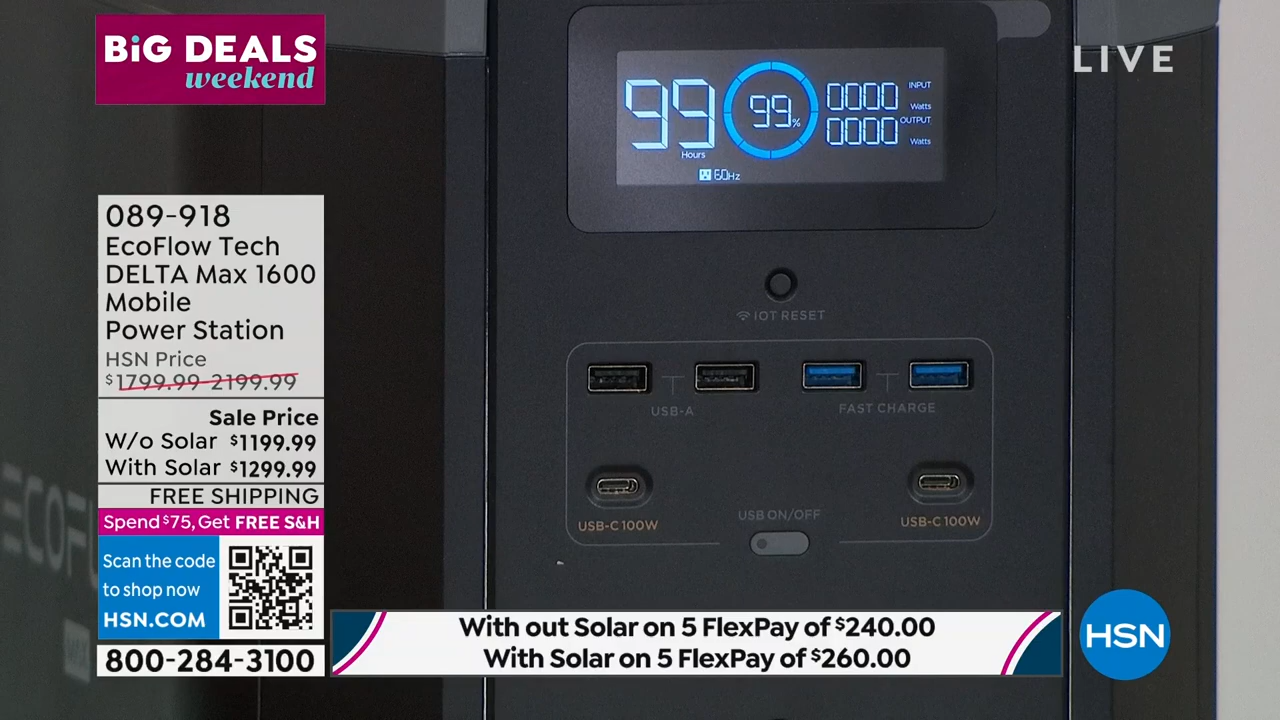 BiG DEALS
weekend
LIVE
99
Hours
99%
0000
INPUT
Watts
0000
OUTPUT
Watts
60Hz
IOT RESET
USB-A
FAST CHARGE
USB-C 100W
USB ON/OFF
USB-C 100W
089-918
EcoFlow Tech
DELTA Max 1600
Mobile
Power Station
HSN Price
$1799.99-2199.99
Sale Price
W/o Solar $1199.99
With Solar $1299.99
FREE SHIPPING
Spend $75, Get FREE S&H
Scan the code
to shop now
HSN.COM
800-284-3100
With out Solar on 5 FlexPay of $240.00
With Solar on 5 FlexPay of $260.00
HSN